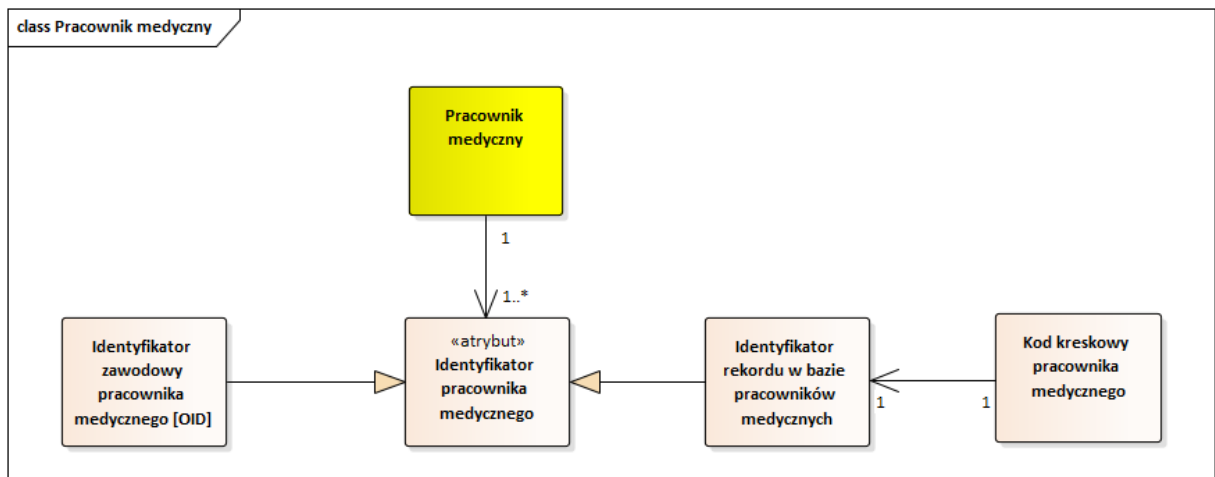 class Pracownik medyczny
Pracownik
medyczny
1
1..*
Identyfikator
zawodowy
pracownika
medycznego [OID]
«atrybut»
Identyfikator
pracownika
medycznego
Identyfikator
rekordu w bazie
pracowników
medycznych
1
1
Kod kreskowy
pracownika
medycznego